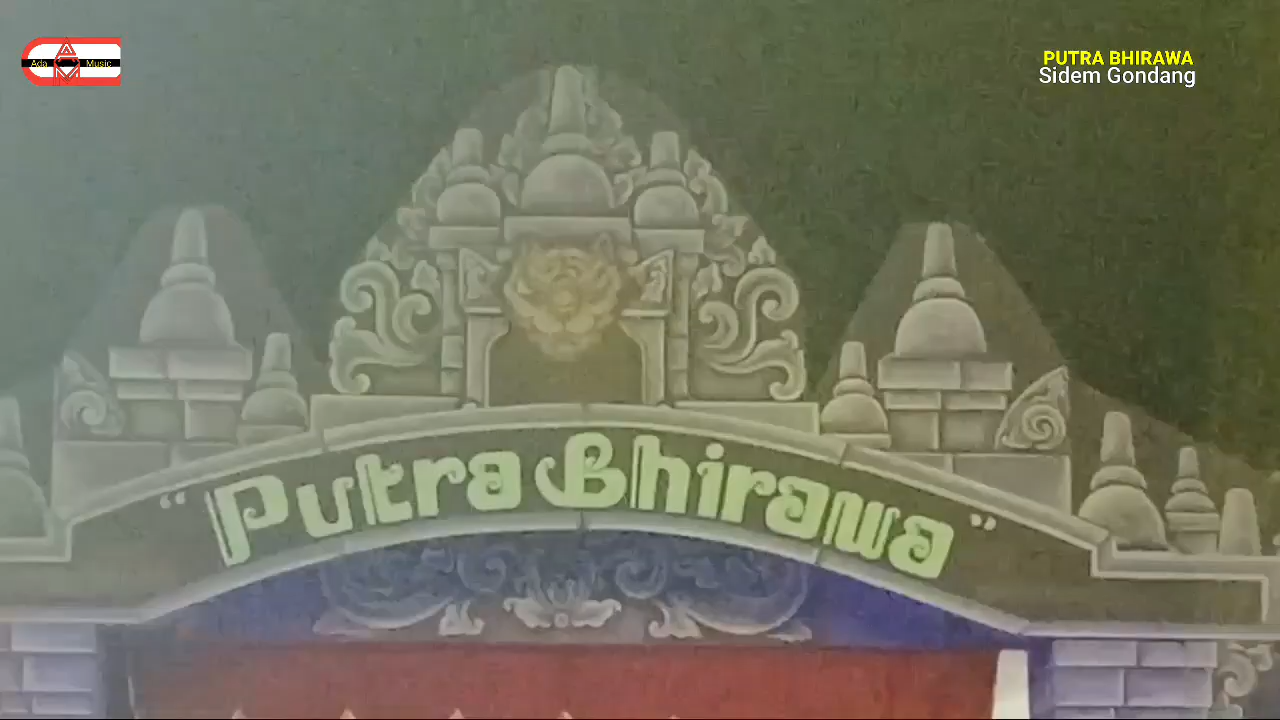 Ada Music
PUTRA BHIRAWA
Sidem Gondang
“Putra Bhirawa”